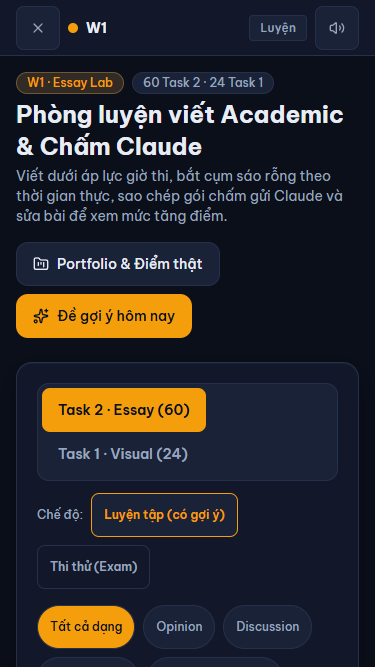 W1
Luyện
W1 · Essay Lab
60 Task 2 · 24 Task 1
Phòng luyện viết Academic
& Chấm Claude
Viết dưới áp lực giờ thi, bắt cụm sáo rỗng theo
thời gian thực, sao chép gói chấm gửi Claude và
sửa bài để xem mức tăng điểm.
Portfolio & Điểm thật
Đề gợi ý hôm nay
Task 2 · Essay (60)
Task 1 · Visual (24)
Chế độ:
Luyện tập (có gợi ý)
Thi thử (Exam)
Tất cả dạng
Opinion
Discussion